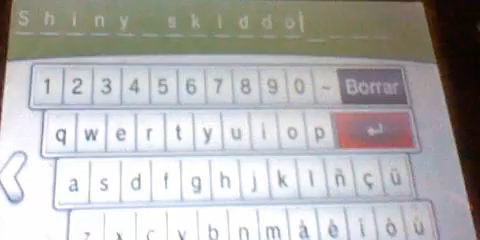 Shiny skiddo
1 2 3 4 5 6 7 8 9 0 - Borrar
q w e r t y u i o p
a s d f g h j k l ñ ç ü
z x c v b n m á é í ó ú